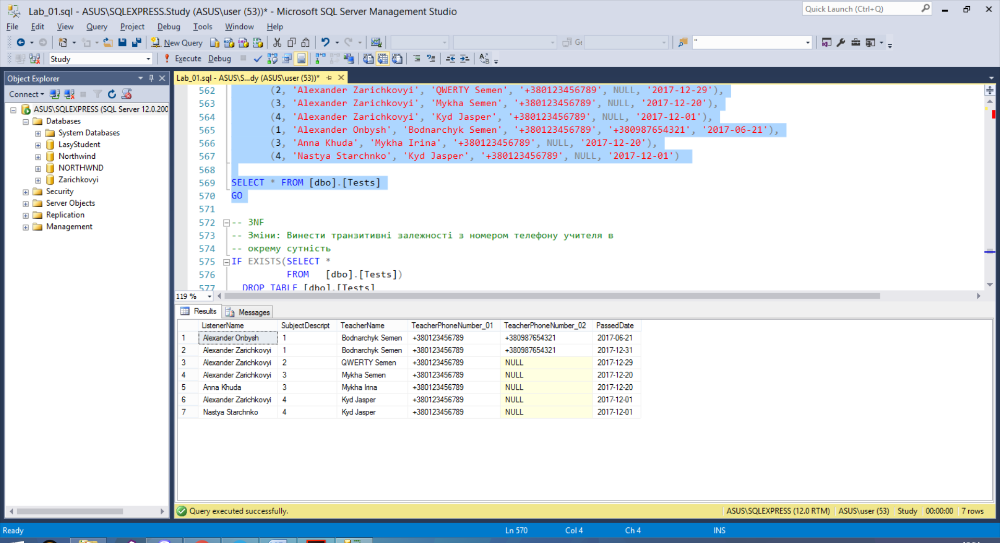 Lab_01.sql - ASUS\SQLEXPRESS.Study (ASUS\user (53))* - Microsoft SQL Server Management Studio
Quick Launch (Ctrl+Q)
File Edit View Query Project Debug Tools Window Help
New Query
"
Study
Execute Debug
Object Explorer
Connect
ASUS\SQLEXPRESS (SQL Server 12.0.200
Databases
System Databases
LasyStudent
Northwind
NORTHWND
Zarichkovyi
Security
Server Objects
Replication
Management
Lab_01.sql - ASUS\S...dy (ASUS\user (53))*
562 (2, 'Alexander Zarichkovyi', 'QWERTY Semen', '+380123456789', NULL, '2017-12-29'),
563 (3, 'Alexander Zarichkovyi', 'Mykha Semen', '+380123456789', NULL, '2017-12-20'),
564 (4, 'Alexander Zarichkovyi', 'Kyd Jasper', '+380123456789', NULL, '2017-12-01'),
565 (1, 'Alexander Onbysh', 'Bodnarchyk Semen', '+380123456789', '+380987654321', '2017-06-21'),
566 (3, 'Anna Khuda', 'Mykha Irina', '+380123456789', NULL, '2017-12-20'),
567 (4, 'Nastya Starchnko', 'Kyd Jasper', '+380123456789', NULL, '2017-12-01')
568
569 SELECT * FROM [dbo].[Tests]
570 GO
571
572 -- 3NF
573 -- Зміни: Винести транзитивні залежності з номером телефону учителя в
574 -- окрему сутність
575 IF EXISTS(SELECT *
576 FROM [dbo].[Tests])
577 DROP TABLE [dbo].[Tests]
119 %
Results Messages
ListenerName SubjectDescript TeacherName TeacherPhoneNumber_01 TeacherPhoneNumber_02 PassedDate
1 Alexander Onbysh 1 Bodnarchyk Semen +380123456789 +380987654321 2017-06-21
2 Alexander Zarichkovyi 1 Bodnarchyk Semen +380123456789 +380987654321 2017-12-31
3 Alexander Zarichkovyi 2 QWERTY Semen +380123456789 NULL 2017-12-29
4 Alexander Zarichkovyi 3 Mykha Semen +380123456789 NULL 2017-12-20
5 Anna Khuda 3 Mykha Irina +380123456789 NULL 2017-12-20
6 Alexander Zarichkovyi 4 Kyd Jasper +380123456789 NULL 2017-12-01
7 Nastya Starchnko 4 Kyd Jasper +380123456789 NULL 2017-12-01
Query executed successfully.
ASUS\SQLEXPRESS (12.0 RTM) ASUS\user (53) Study 00:00:00 7 rows
Ready Ln 570 Col 4 Ch 4 INS